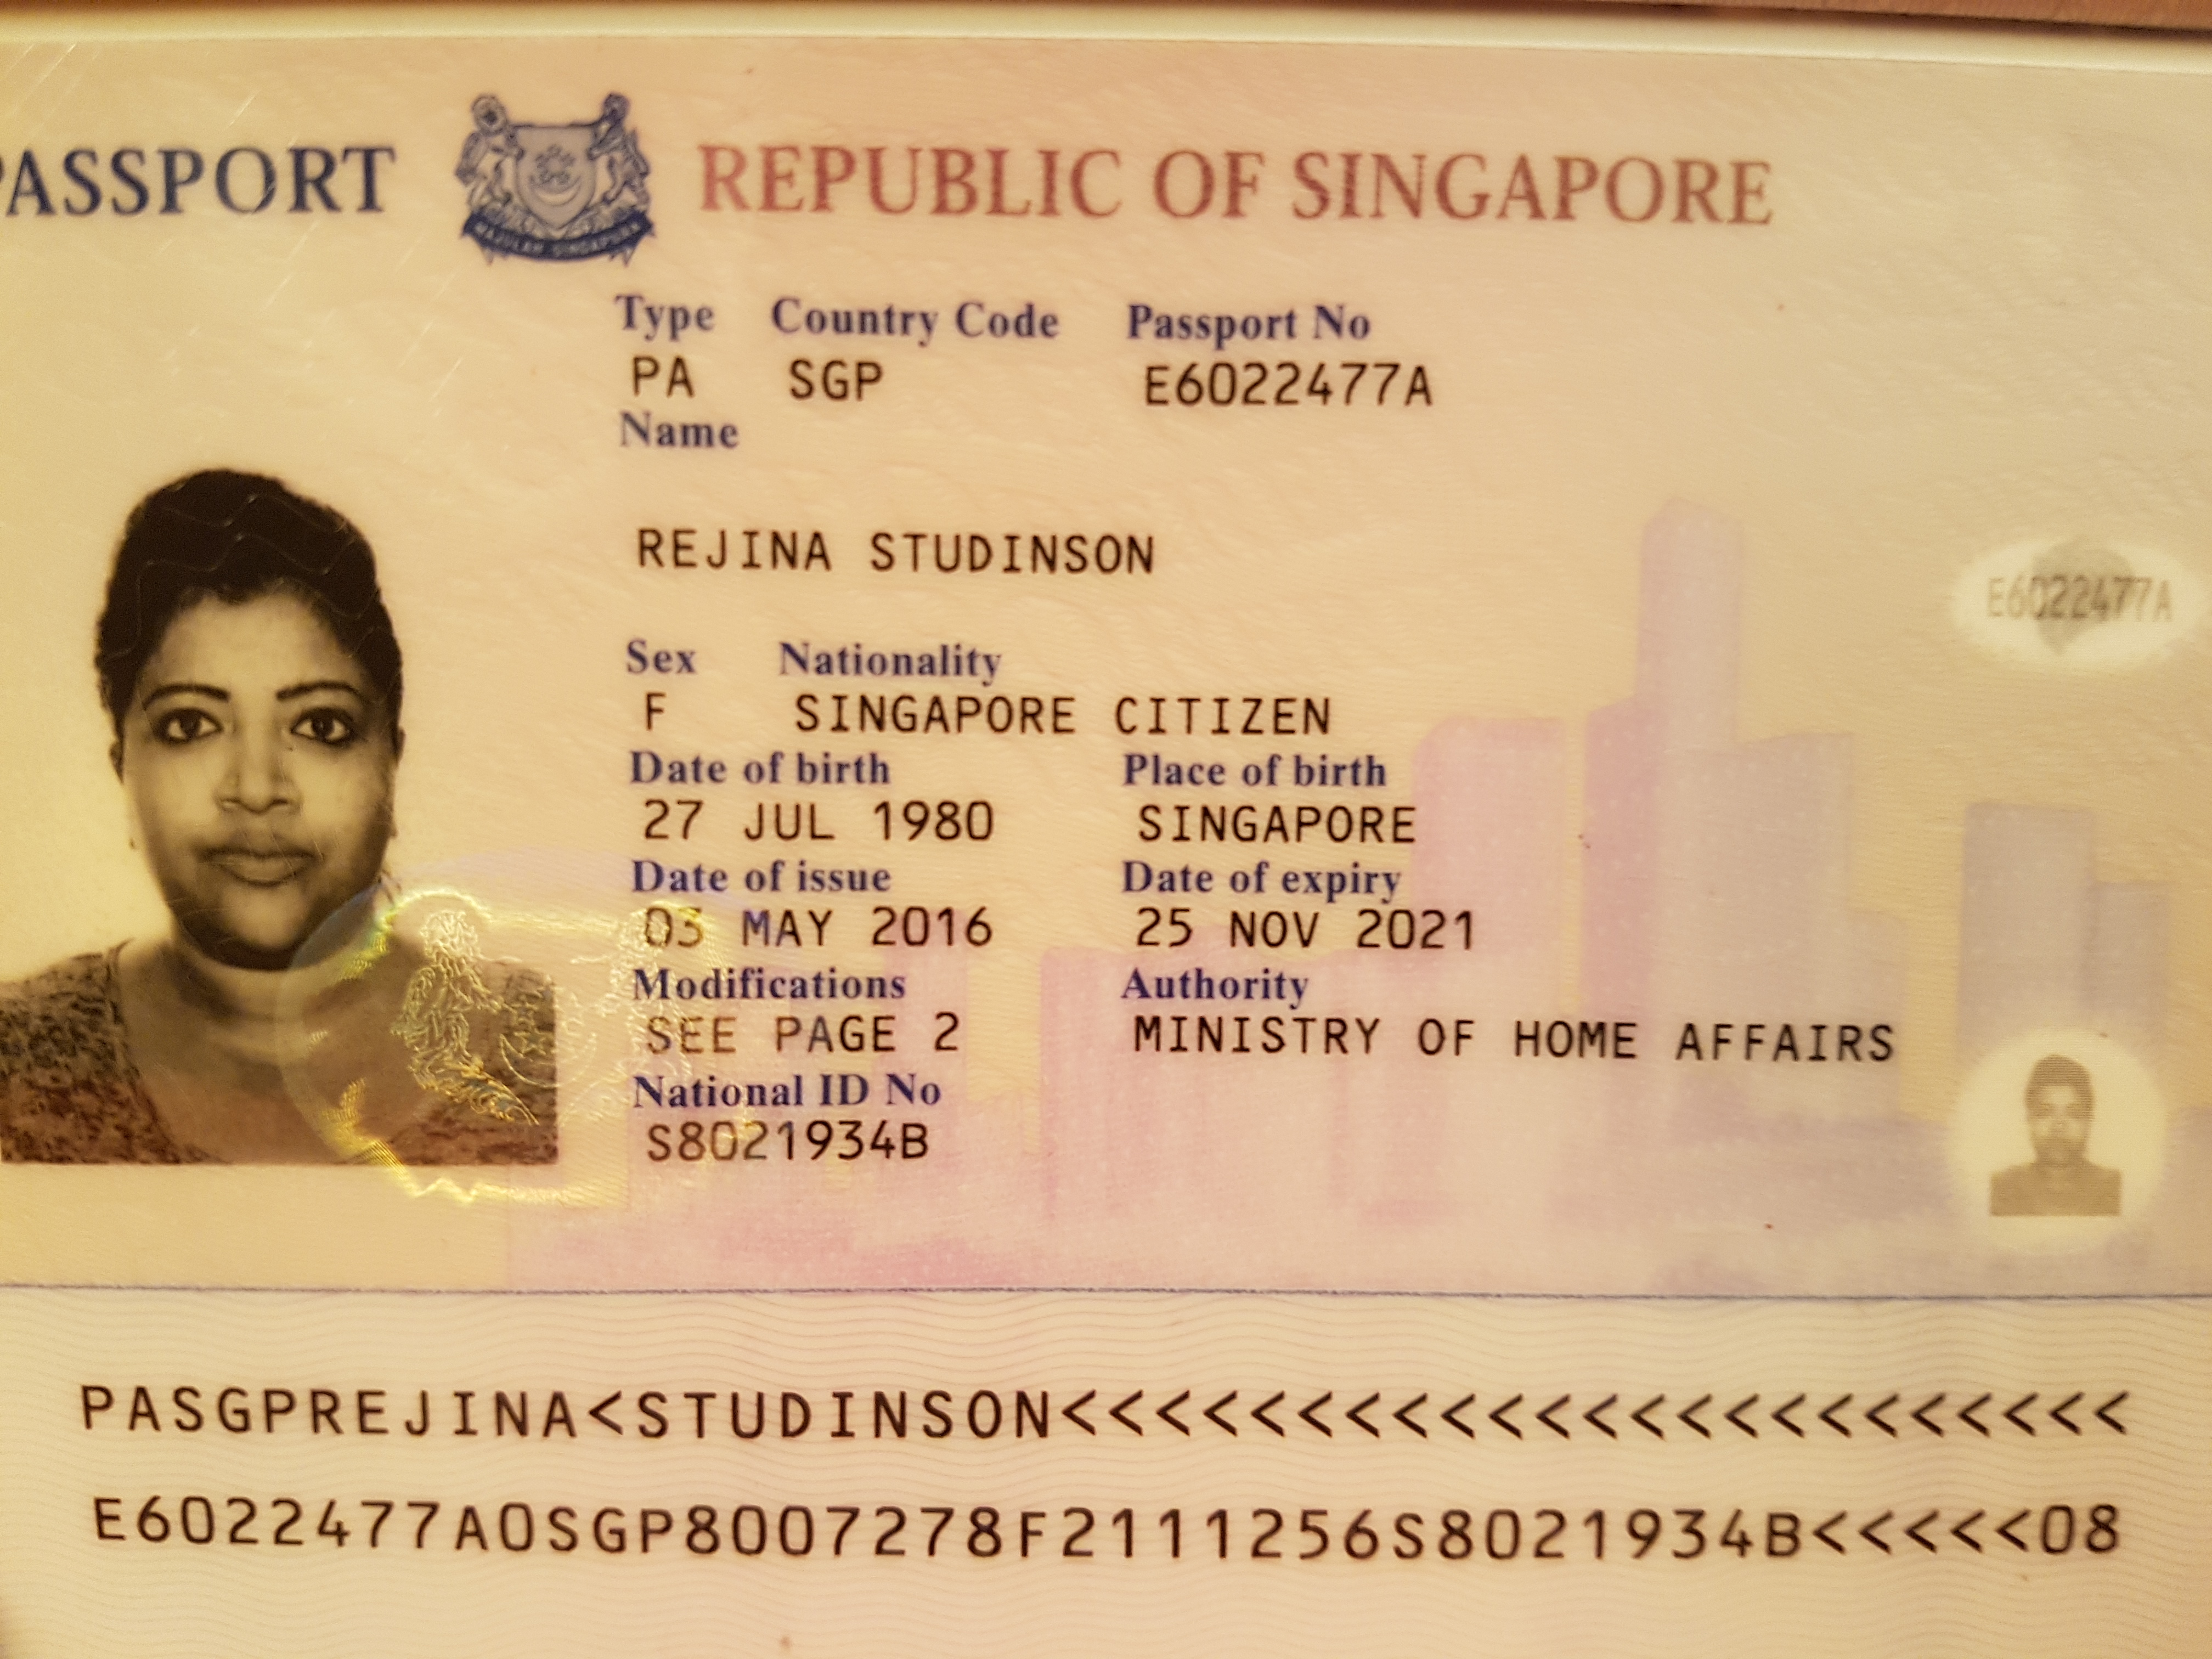 PASSPORT REPUBLIC OF SINGAPORE
MAJULAH SINGAPURA
Type Country Code Passport No
PA SGP E6022477A
Name
REJINA STUDINSON
E6022477A
Sex Nationality
F SINGAPORE CITIZEN
Date of birth Place of birth
27 JUL 1980 SINGAPORE
Date of issue Date of expiry
03 MAY 2016 25 NOV 2021
Modifications Authority
SEE PAGE 2 MINISTRY OF HOME AFFAIRS
National ID No
S8021934B
PASGPREJINA<STUDINSON<<<<<<<<<<<<<<<<<<<<<<<
E6022477A0SGP8007278F2111256S8021934B<<<<<08